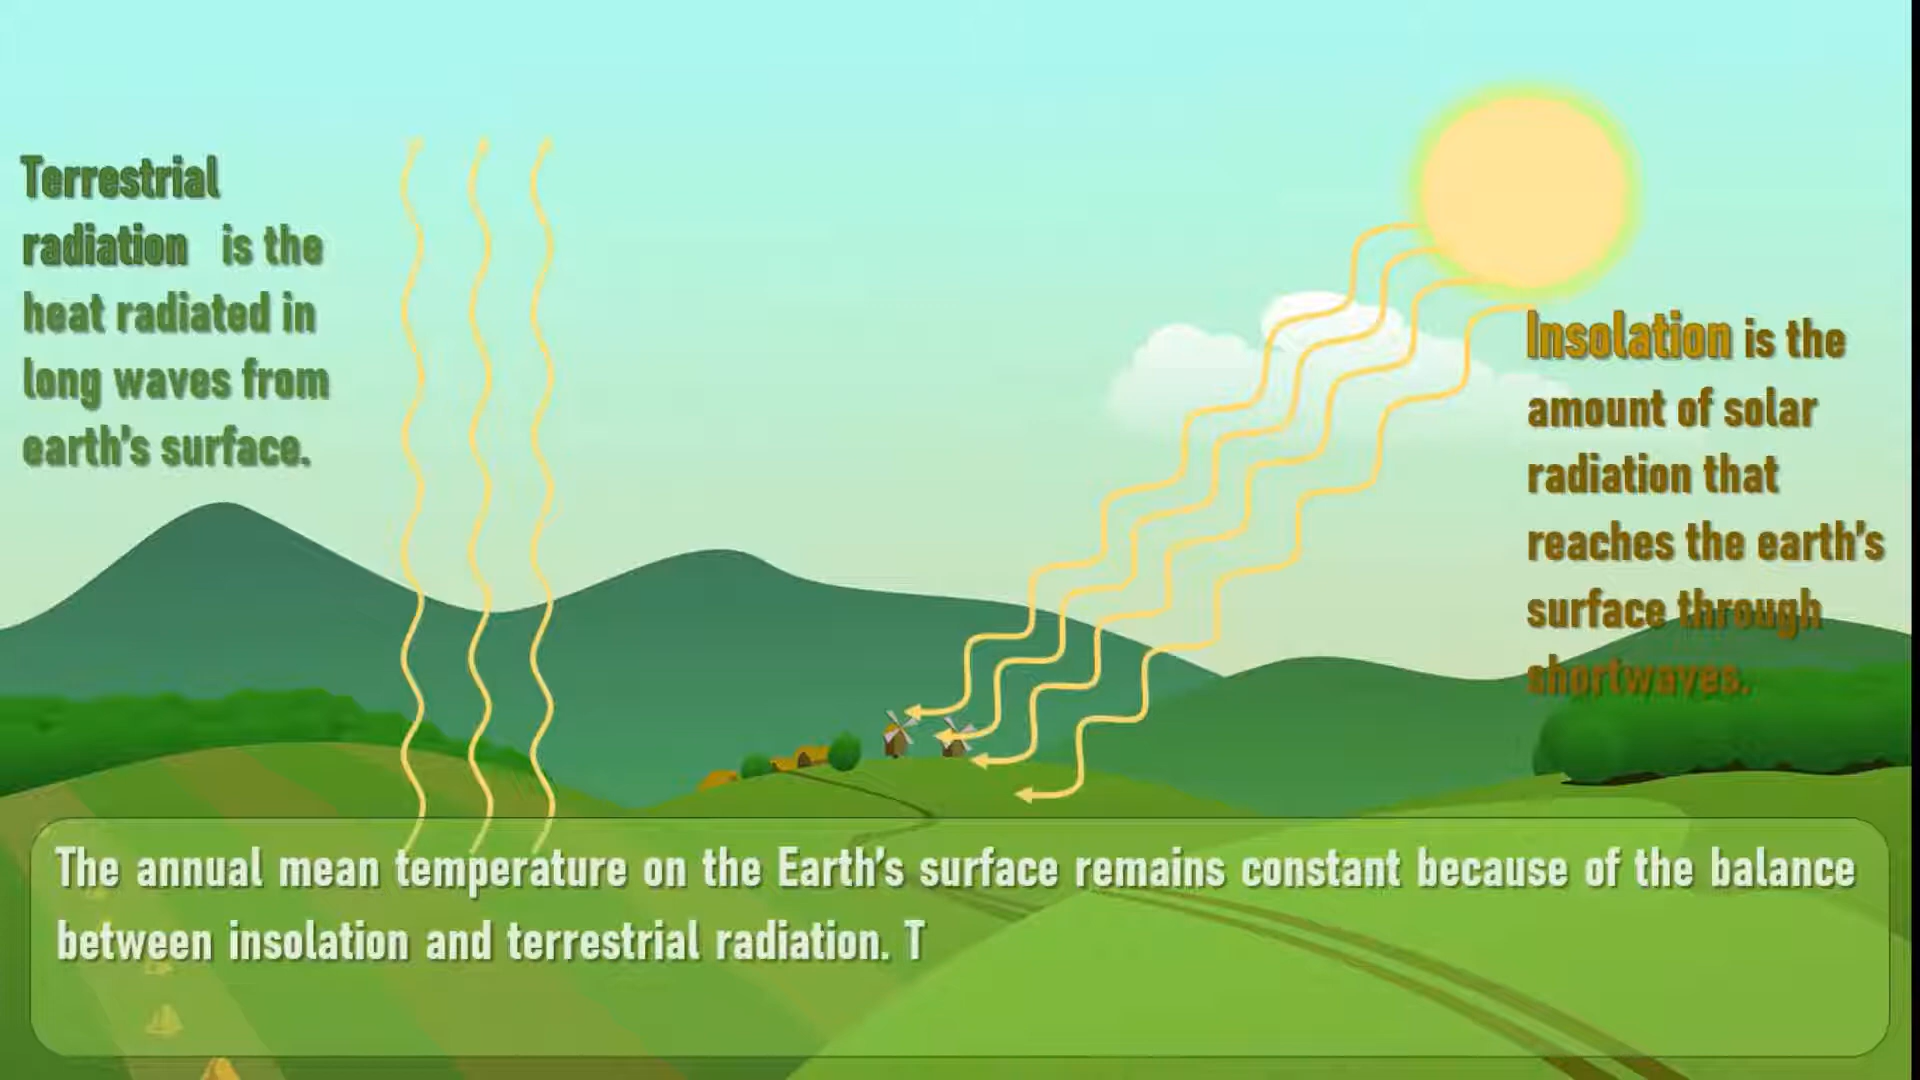 Terrestrial
radiation is the
heat radiated in
long waves from
earth's surface.
Insolation is the
amount of solar
radiation that
reaches the earth's
surface through
shortwaves.
The annual mean temperature on the Earth's surface remains constant because of the balance
between insolation and terrestrial radiation. T